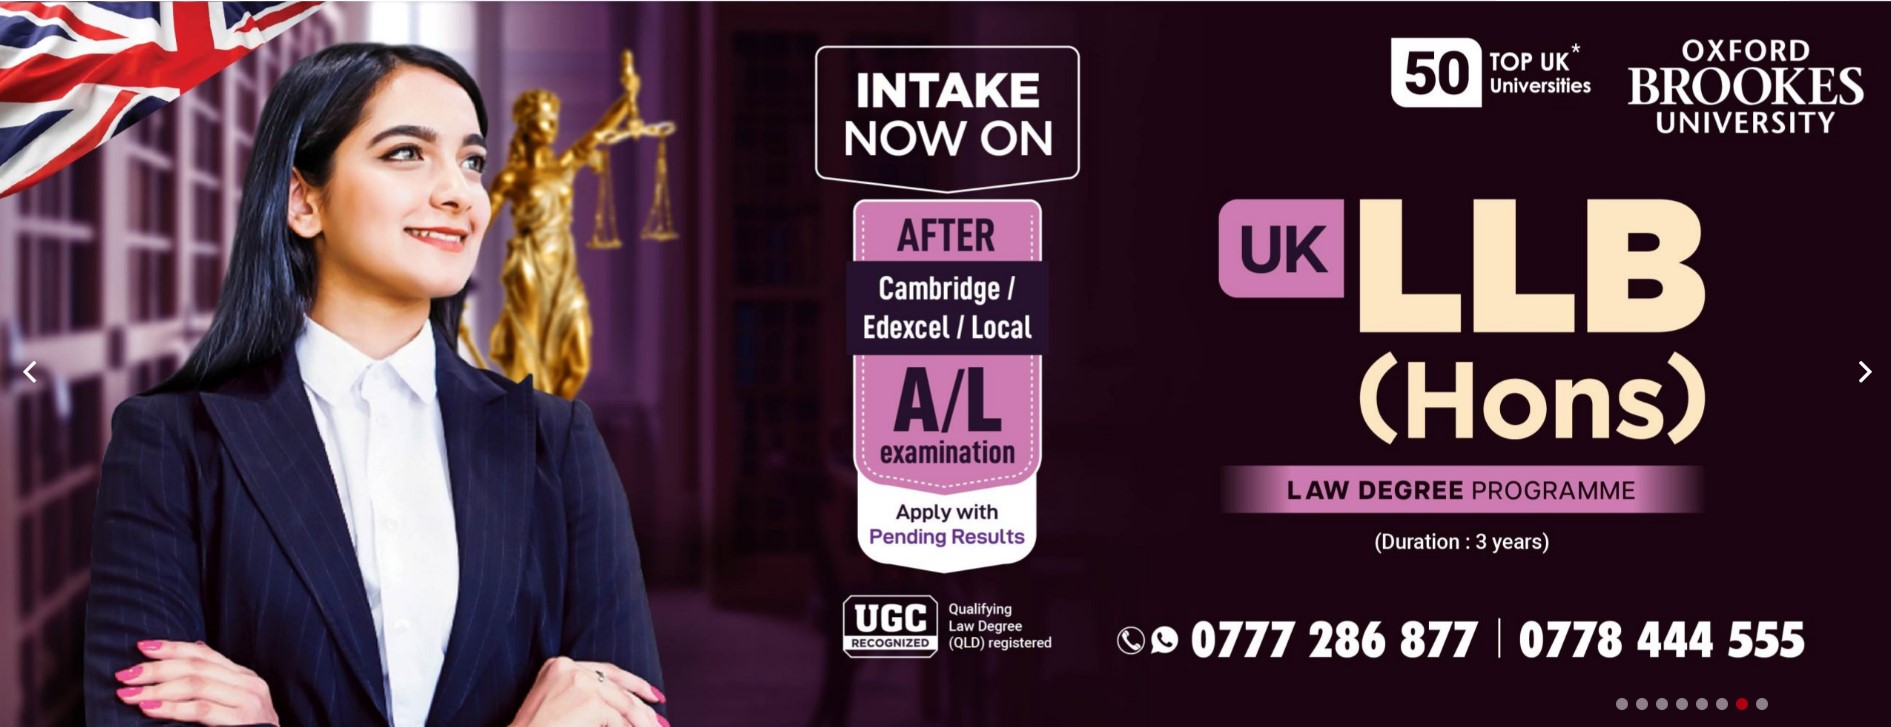 INTAKE
NOW ON
AFTER
Cambridge /
Edexcel / Local
A/L
examination
Apply with
Pending Results
UGC
RECOGNIZED
Qualifying
Law Degree
(QLD) registered
50
TOP UK*
Universities
OXFORD
BROOKES
UNIVERSITY
UK
LLB
(Hons)
LAW DEGREE PROGRAMME
(Duration : 3 years)
0777 286 877 | 0778 444 555